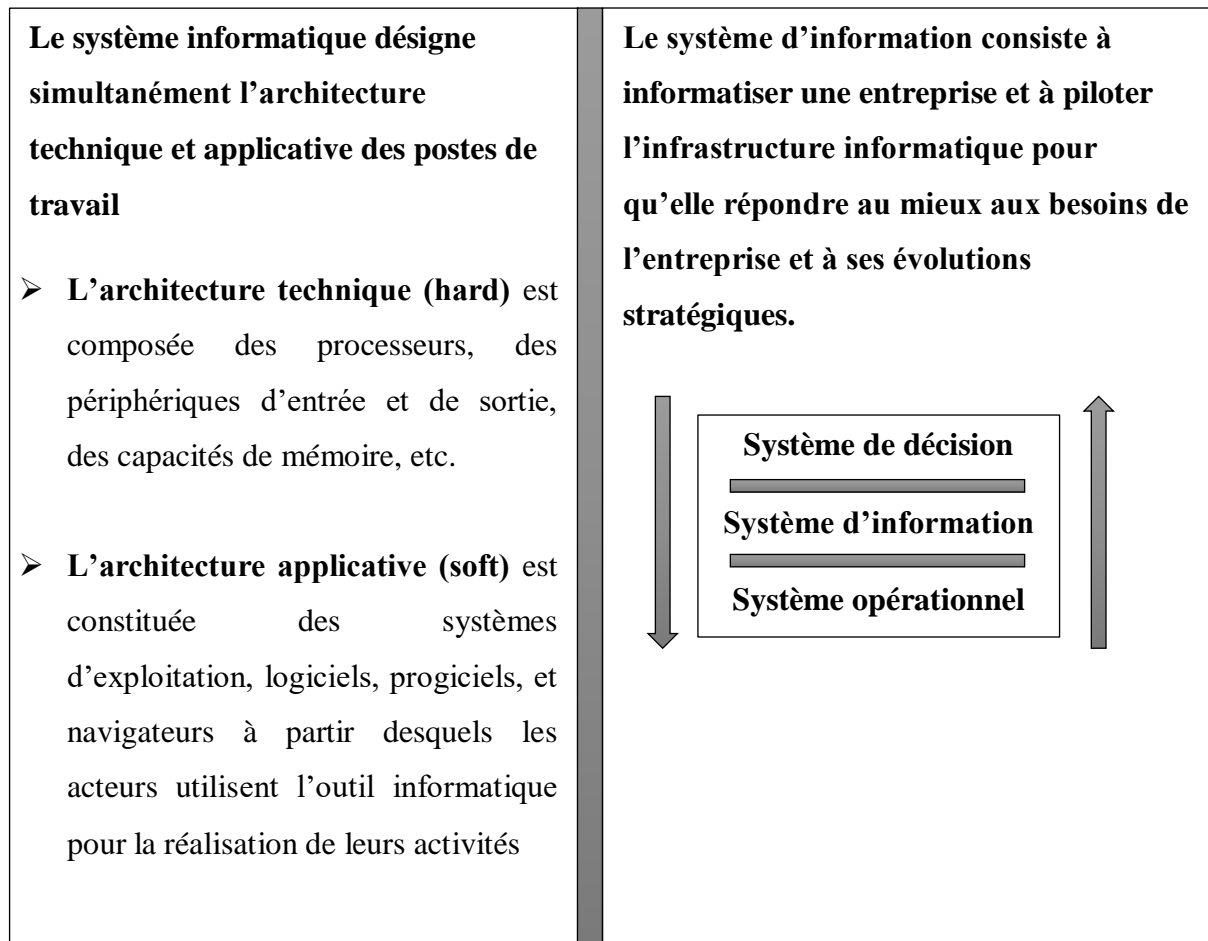 Le système informatique désigne
simultanément l’architecture
technique et applicative des postes de
travail
➢ L’architecture technique (hard) est
composée des processeurs, des
périphériques d’entrée et de sortie,
des capacités de mémoire, etc.
➢ L’architecture applicative (soft) est
constituée des systèmes
d’exploitation, logiciels, progiciels, et
navigateurs à partir desquels les
acteurs utilisent l’outil informatique
pour la réalisation de leurs activités
Le système d’information consiste à
informatiser une entreprise et à piloter
l’infrastructure informatique pour
qu’elle répondre au mieux aux besoins de
l’entreprise et à ses évolutions
stratégiques.
Système de décision
Système d’information
Système opérationnel